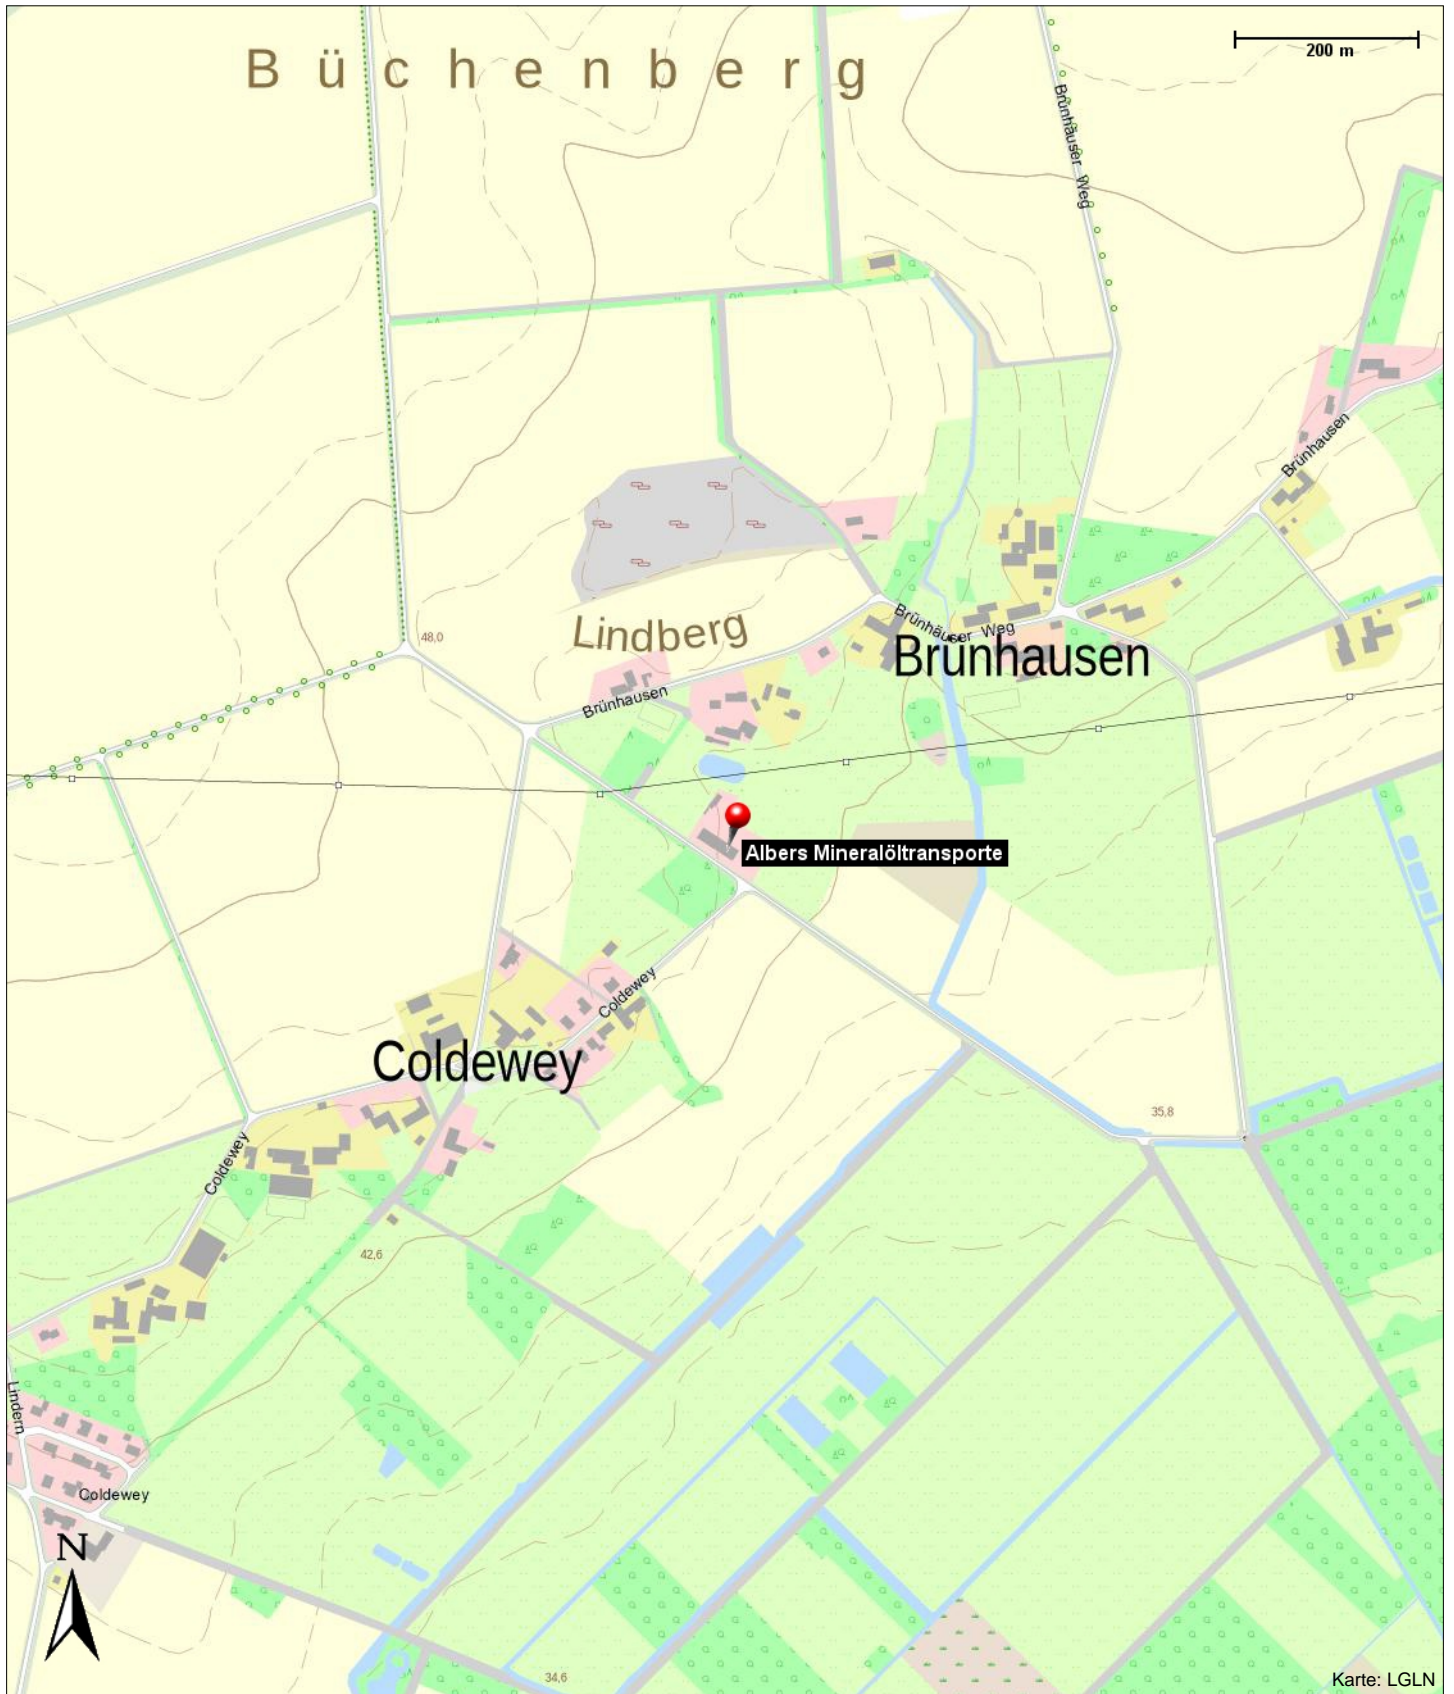 Büchenberg
200 m
Brünhäuser Weg
Brünhausen
Lindberg
48,0
Brünhäuser Weg
Brünhausen
Brünhausen
Albers Mineralöltransporte
Coldewey
Coldewey
35,8
Coldewey
42,6
Lindern
Coldewey
N
34,6
Karte: LGLN